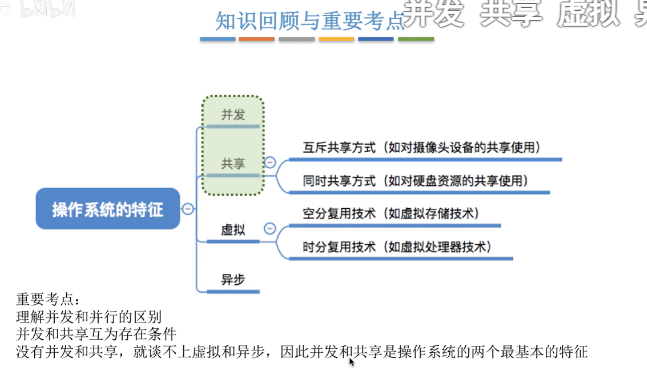 bilibili
知识回顾与重要考点
并发 共享 虚拟
并发
共享
互斥共享方式（如对摄像头设备的共享使用）
同时共享方式（如对硬盘资源的共享使用）
操作系统的特征
虚拟
空分复用技术（如虚拟存储技术）
时分复用技术（如虚拟处理器技术）
异步
重要考点：
理解并发和并行的区别
并发和共享互为存在条件
没有并发和共享，就谈不上虚拟和异步，因此并发和共享是操作系统的两个最基本的特征